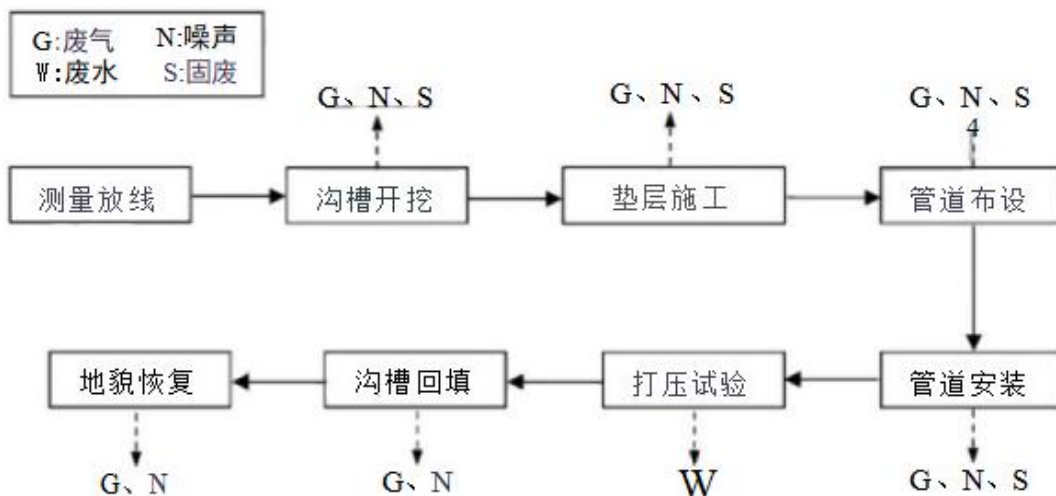 G:废气 N:噪声
W:废水 S:固废
G、N、S G、N、S G、N、S
4
测量放线 沟槽开挖 垫层施工 管道布设
地貌恢复 沟槽回填 打压试验 管道安装
G、N G、N W G、N、S